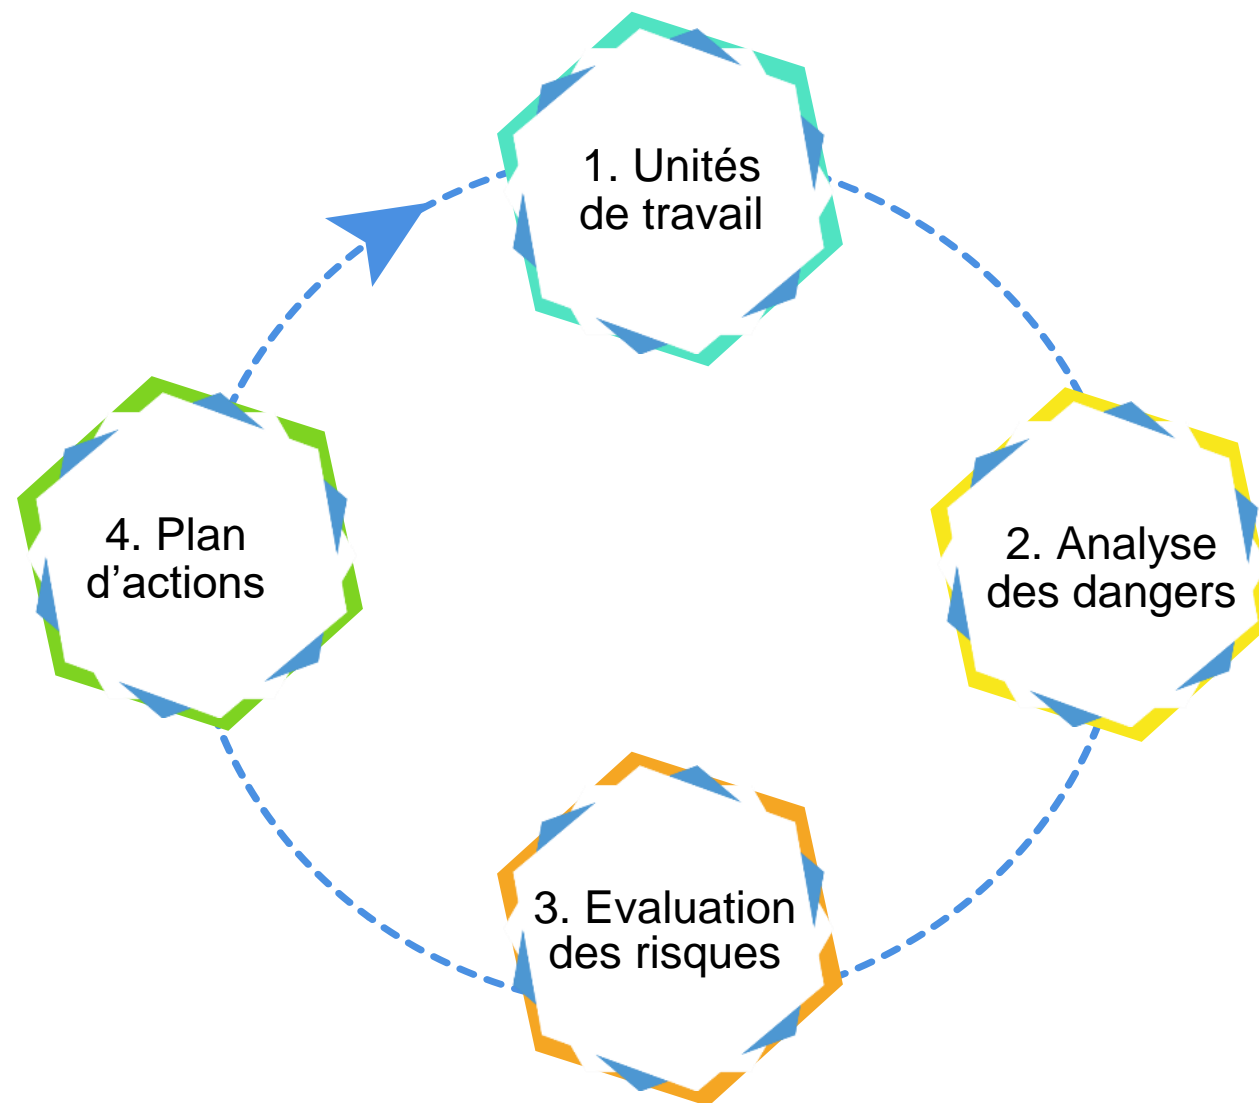 1. Unités
de travail
2. Analyse
des dangers
3. Evaluation
des risques
4. Plan
d’actions